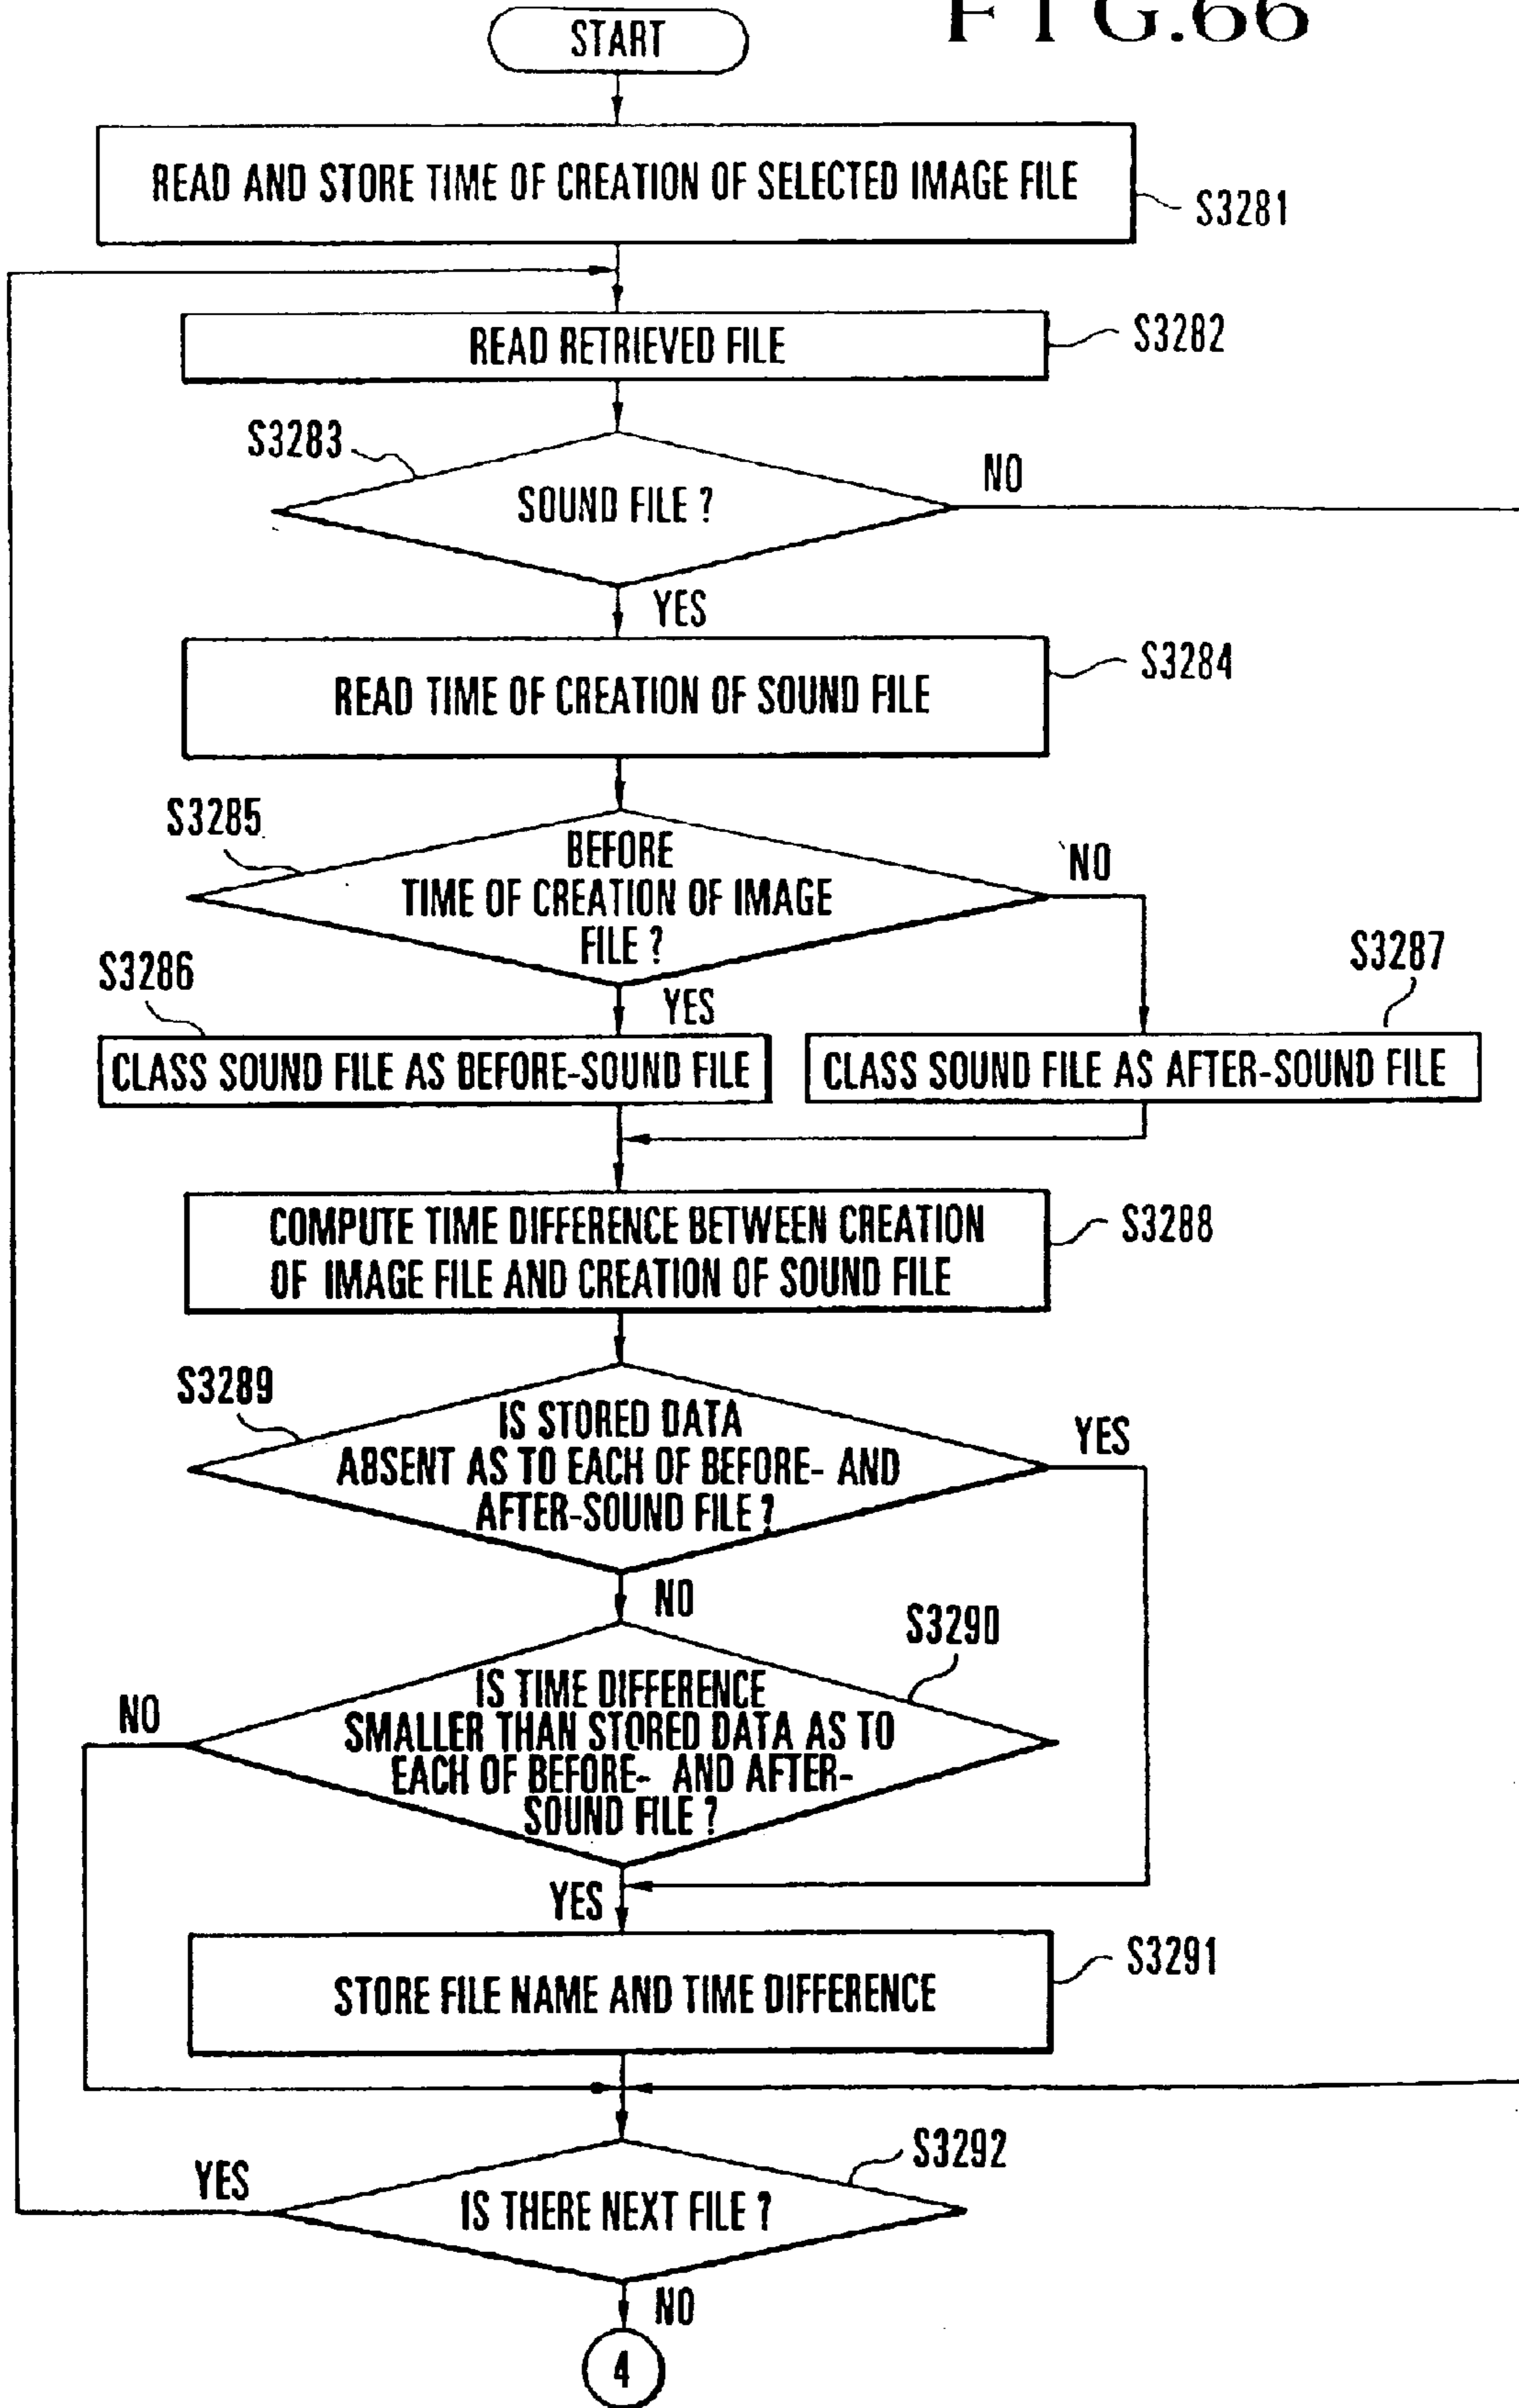 FIG.66
START
READ AND STORE TIME OF CREATION OF SELECTED IMAGE FILE
S3281
READ RETRIEVED FILE
S3282
S3283
SOUND FILE ?
NO
YES
READ TIME OF CREATION OF SOUND FILE
S3284
S3285
BEFORE
TIME OF CREATION OF IMAGE
FILE ?
NO
YES
S3286
CLASS SOUND FILE AS BEFORE-SOUND FILE
S3287
CLASS SOUND FILE AS AFTER-SOUND FILE
COMPUTE TIME DIFFERENCE BETWEEN CREATION
OF IMAGE FILE AND CREATION OF SOUND FILE
S3288
S3289
IS STORED DATA
ABSENT AS TO EACH OF BEFORE- AND
AFTER-SOUND FILE ?
YES
NO
S3290
IS TIME DIFFERENCE
SMALLER THAN STORED DATA AS TO
EACH OF BEFORE- AND AFTER-
SOUND FILE ?
NO
YES
STORE FILE NAME AND TIME DIFFERENCE
S3291
S3292
IS THERE NEXT FILE ?
YES
NO
4